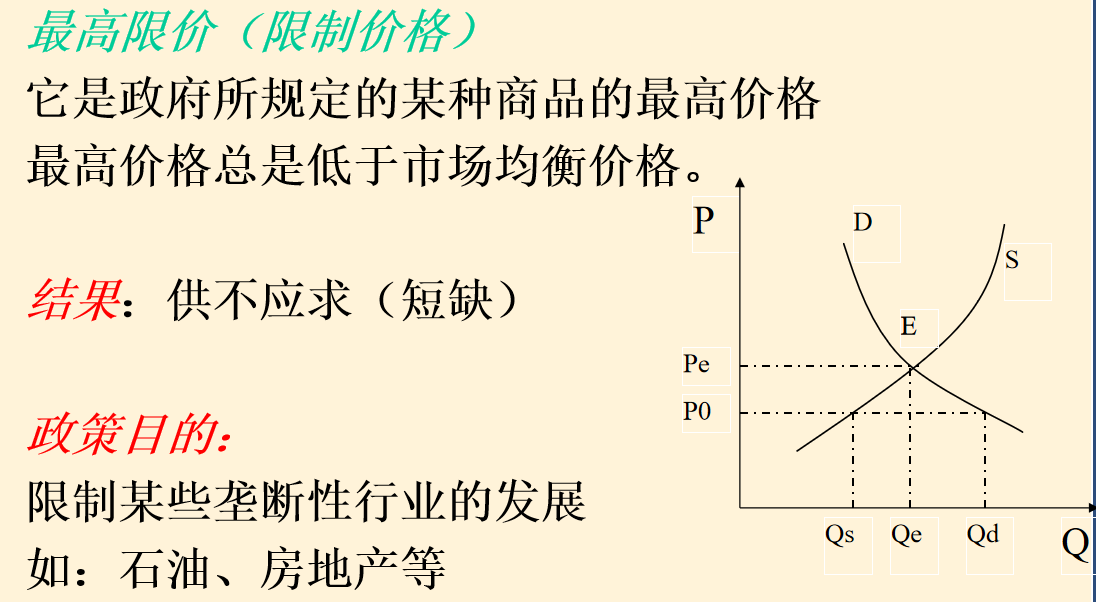 最高限价（限制价格）
它是政府所规定的某种商品的最高价格
最高价格总是低于市场均衡价格。
结果：供不应求（短缺）
政策目的：
限制某些垄断性行业的发展
如：石油、房地产等
P
D
S
E
Pe
P0
Qs
Qe
Qd
Q